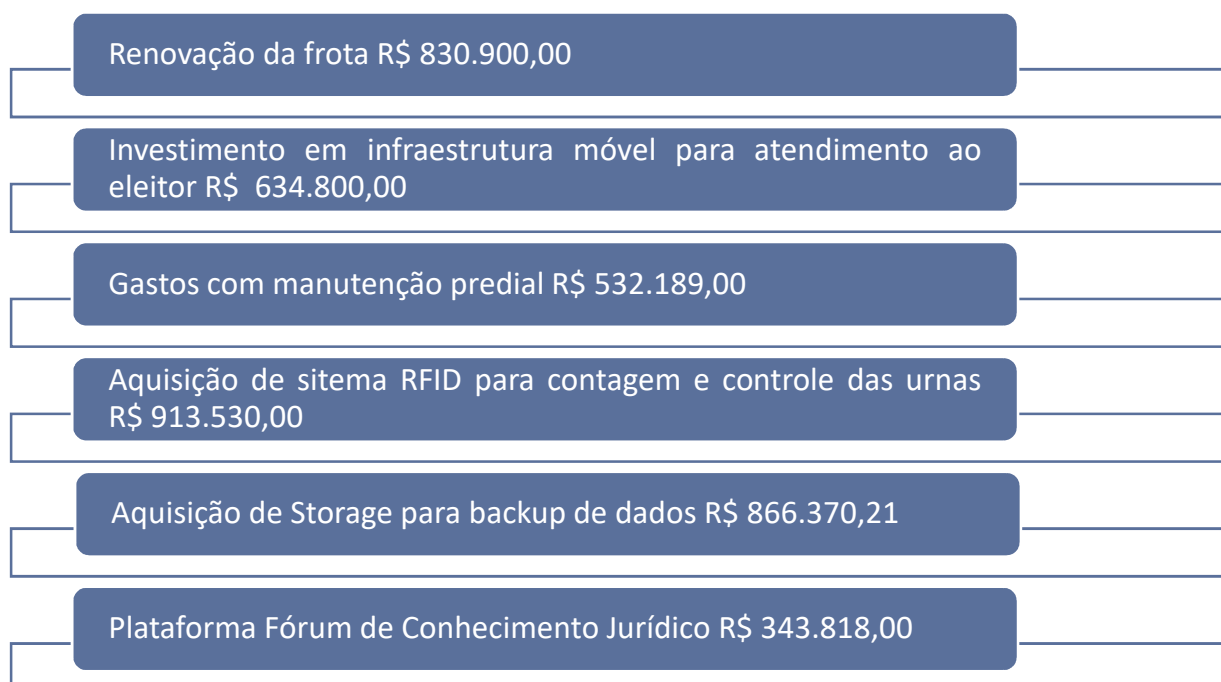 Renovação da frota R$ 830.900,00
Investimento em infraestrutura móvel para atendimento ao
eleitor R$ 634.800,00
Gastos com manutenção predial R$ 532.189,00
Aquisição de sitema RFID para contagem e controle das urnas
R$ 913.530,00
Aquisição de Storage para backup de dados R$ 866.370,21
Plataforma Fórum de Conhecimento Jurídico R$ 343.818,00